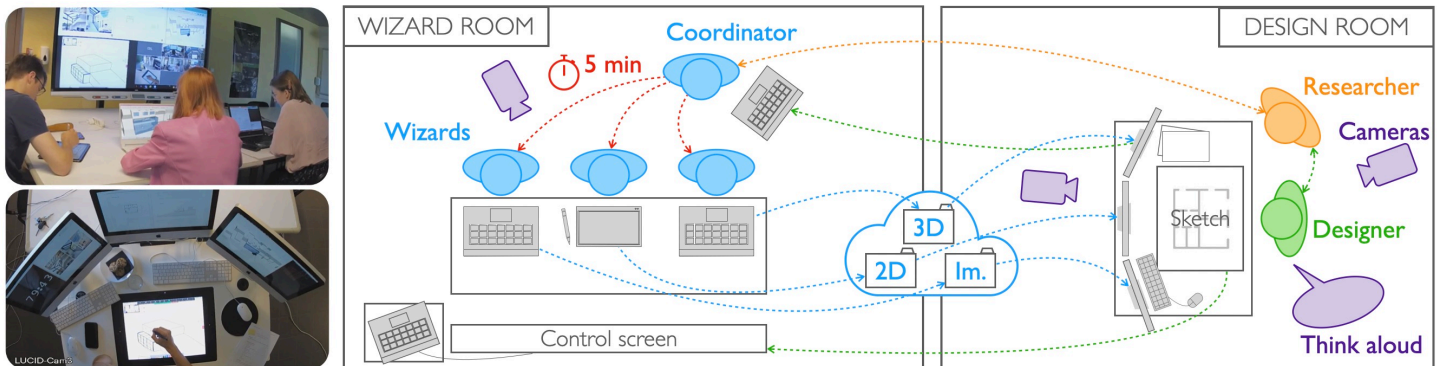 WIZARD ROOM
Coordinator
5 min
Wizards
3D
2D
Im.
Control screen
DESIGN ROOM
Researcher
Cameras
Sketch
Designer
Think aloud
LUCID-Cam3